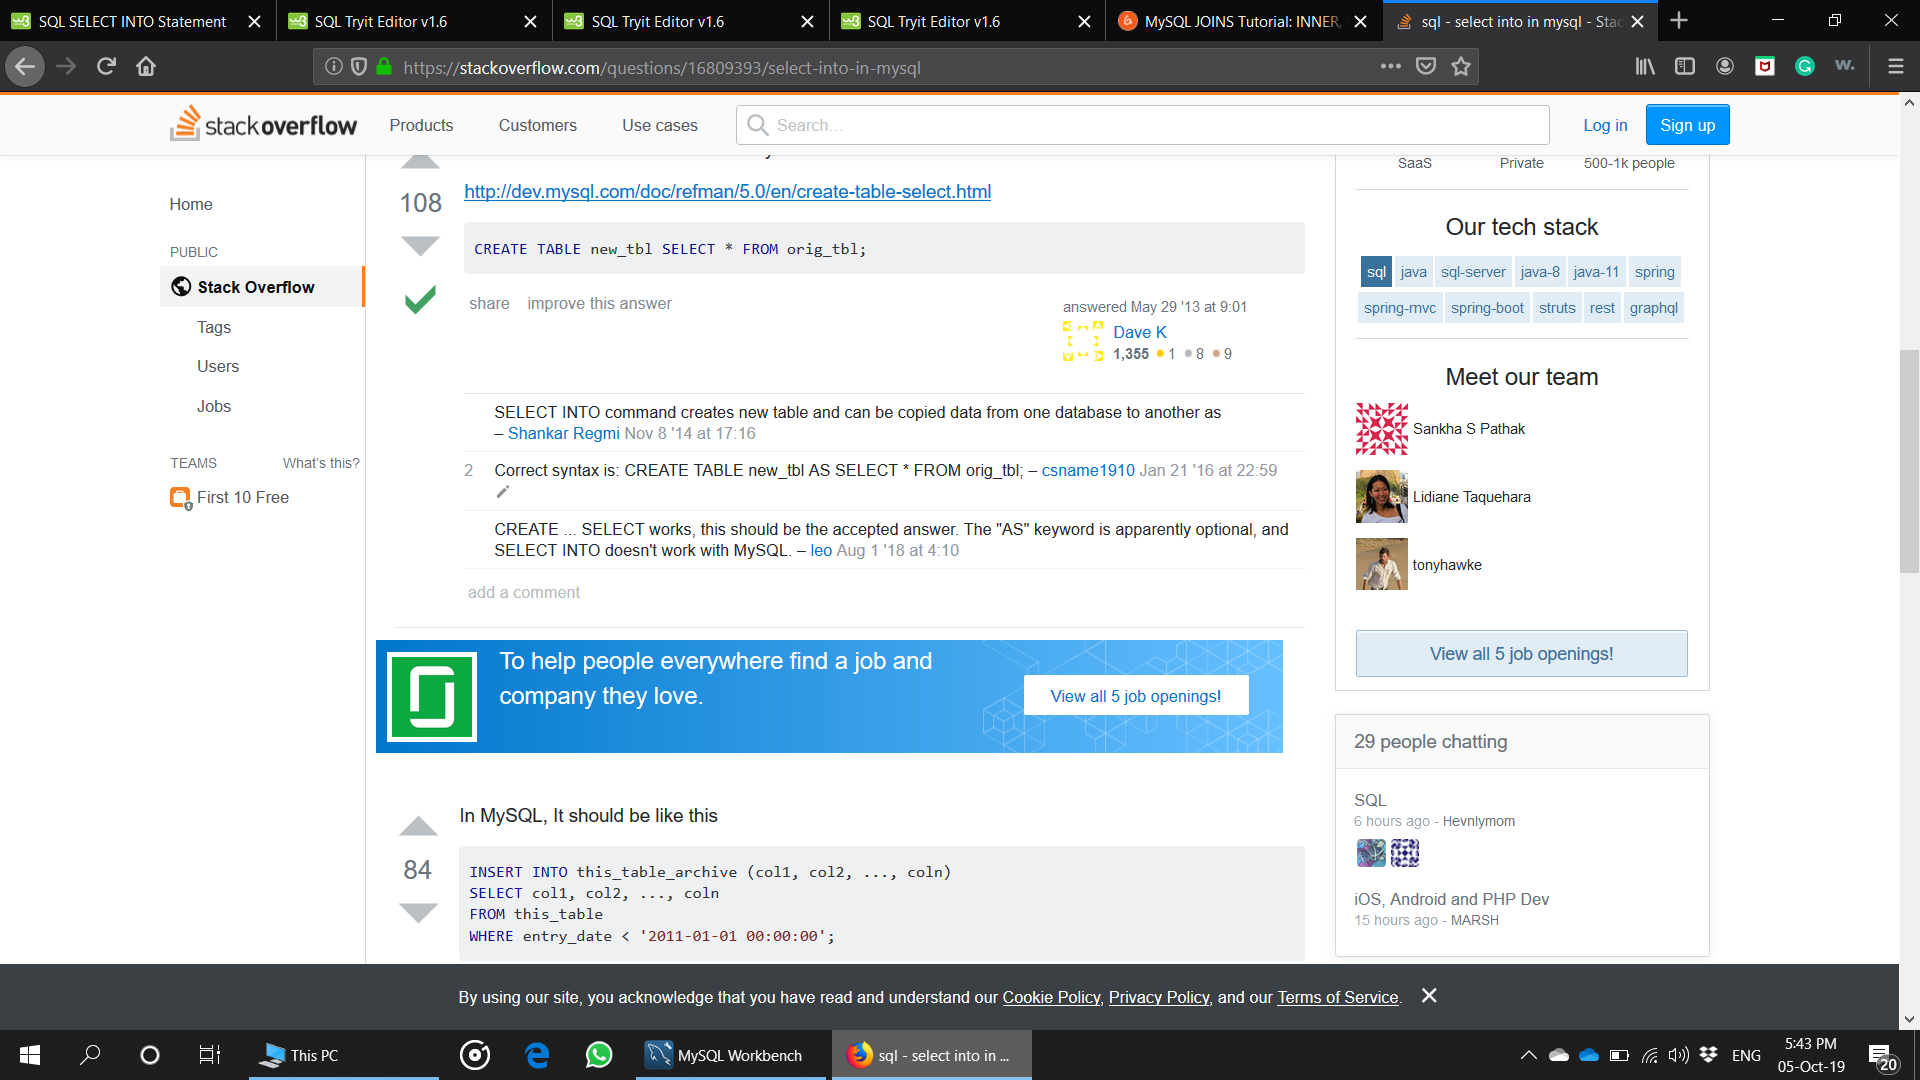 SQL SELECT INTO Statement
SQL Tryit Editor v1.6
SQL Tryit Editor v1.6
SQL Tryit Editor v1.6
MySQL JOINS Tutorial: INNER,
sql - select into in mysql - Stac
https://stackoverflow.com/questions/16809393/select-into-in-mysql
w.
stackoverflow
Products
Customers
Use cases
Search...
Log in
Sign up
Home
PUBLIC
Stack Overflow
Tags
Users
Jobs
TEAMS
What's this?
First 10 Free
108
http://dev.mysql.com/doc/refman/5.0/en/create-table-select.html
CREATE TABLE new_tbl SELECT * FROM orig_tbl;
share improve this answer
answered May 29 '13 at 9:01
Dave K
1,355 1 8 9
SELECT INTO command creates new table and can be copied data from one database to another as
– Shankar Regmi Nov 8 '14 at 17:16
2 Correct syntax is: CREATE TABLE new_tbl AS SELECT * FROM orig_tbl; – csname1910 Jan 21 '16 at 22:59
CREATE ... SELECT works, this should be the accepted answer. The "AS" keyword is apparently optional, and
SELECT INTO doesn't work with MySQL. – leo Aug 1 '18 at 4:10
add a comment
To help people everywhere find a job and
company they love.
View all 5 job openings!
84
In MySQL, It should be like this
INSERT INTO this_table_archive (col1, col2, ..., coln)
SELECT col1, col2, ..., coln
FROM this_table
WHERE entry_date < '2011-01-01 00:00:00';
SaaS Private 500-1k people
Our tech stack
sql java sql-server java-8 java-11 spring
spring-mvc spring-boot struts rest graphql
Meet our team
Sankha S Pathak
Lidiane Taquehara
tonyhawke
View all 5 job openings!
29 people chatting
SQL
6 hours ago - Hevnlymom
iOS, Android and PHP Dev
15 hours ago - MARSH
By using our site, you acknowledge that you have read and understand our Cookie Policy, Privacy Policy, and our Terms of Service.
This PC
MySQL Workbench
sql - select into in ...
ENG
5:43 PM
05-Oct-19
20